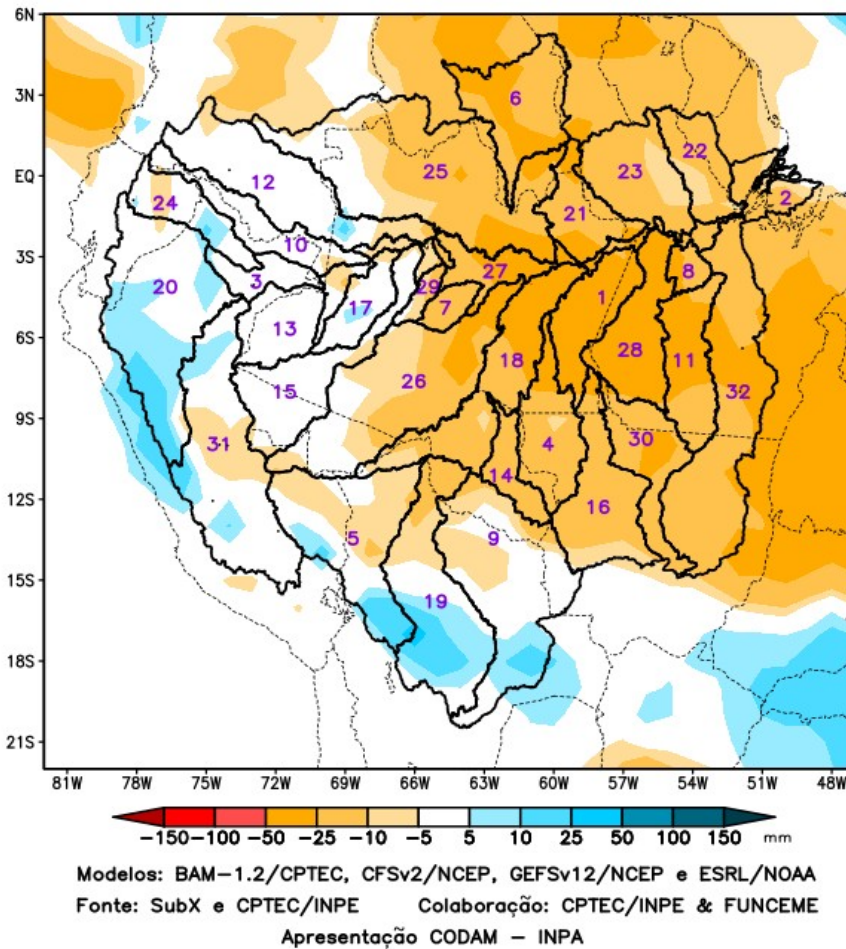 6N
3N
EQ
3S
6S
9S
12S
15S
18S
21S
6
12
25
23
22
24
2
21
10
20
3
27
8
29
17
7
1
13
28
18
11
26
15
32
31
4
30
14
16
5
9
19
81W 78W 75W 72W 69W 66W 63W 60W 57W 54W 51W 48W
−150 −100 −50 −25 −10 −5 5 10 25 50 100 150 mm
Modelos: BAM−1.2/CPTEC, CFSv2/NCEP, GEFSv12/NCEP e ESRL/NOAA
Fonte: SubX e CPTEC/INPE Colaboração: CPTEC/INPE & FUNCEME
Apresentação CODAM − INPA